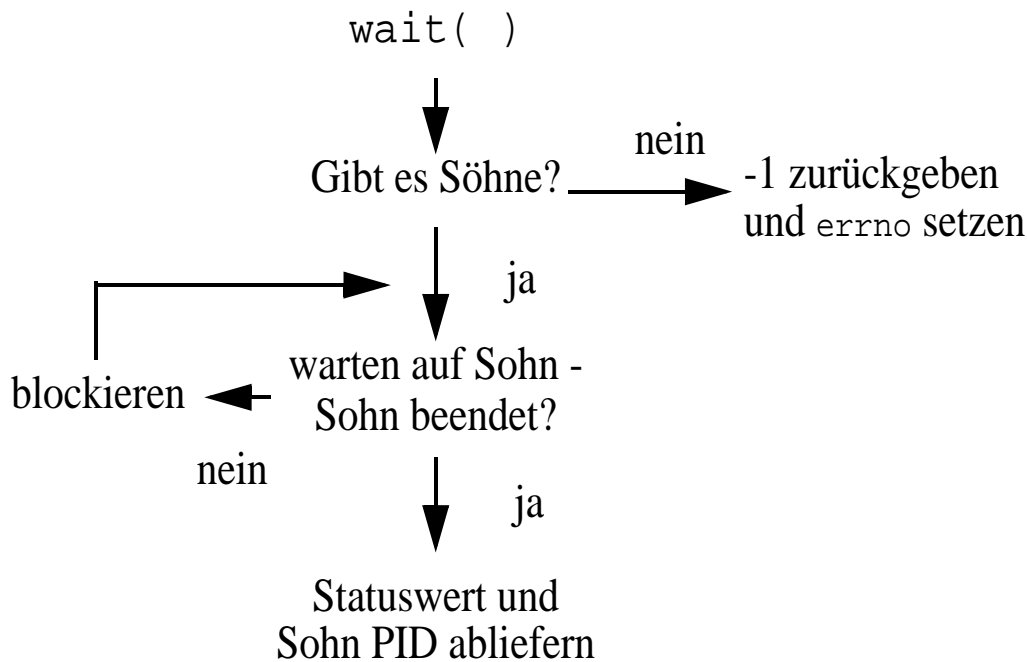 wait( )
nein
Gibt es Söhne?
-1 zurückgeben
und errno setzen
ja
warten auf Sohn -
Sohn beendet?
blockieren
nein
ja
Statuswert und
Sohn PID abliefern